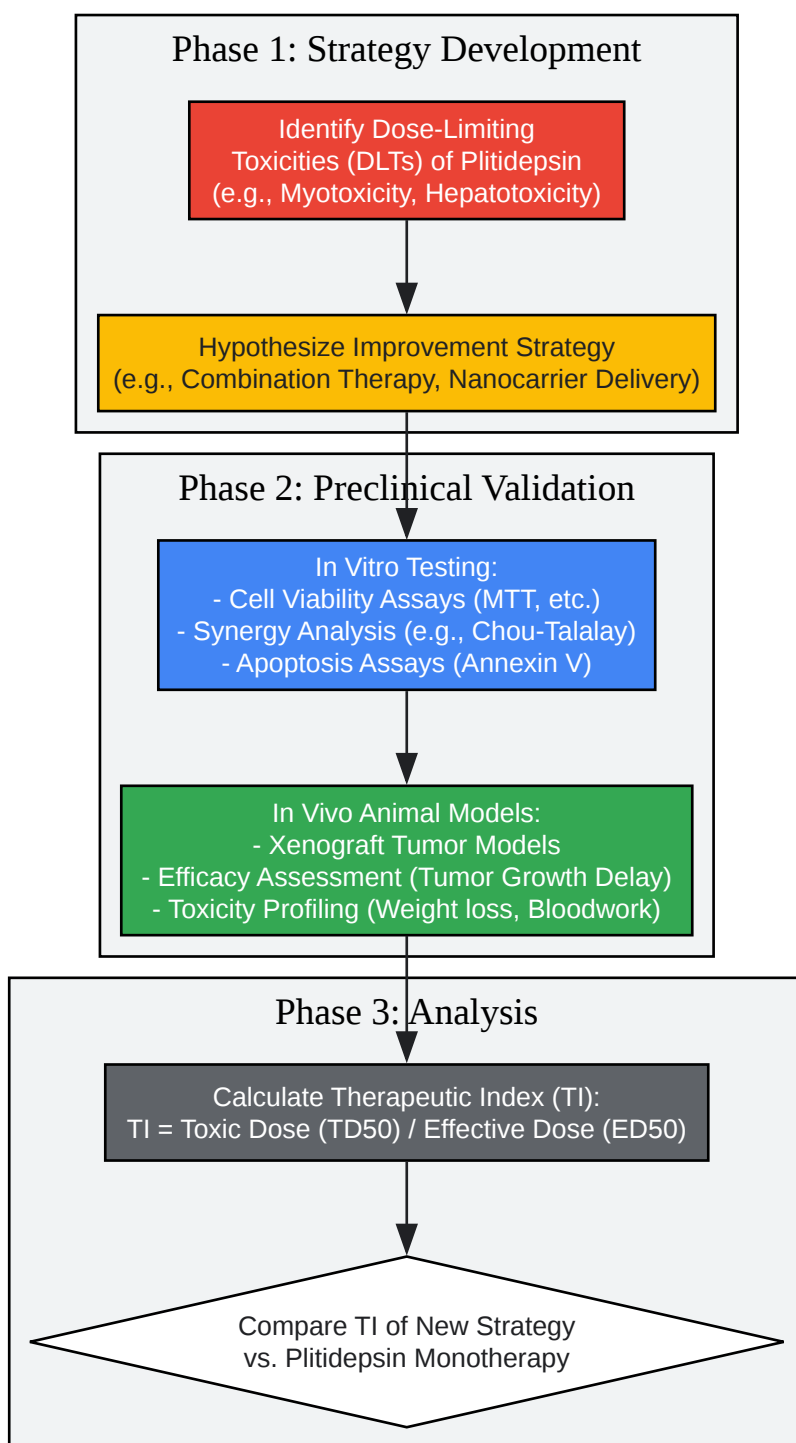 Phase 1: Strategy Development
Identify Dose-Limiting
Toxicities (DLTs) of Plitidepsin
(e.g., Myotoxicity, Hepatotoxicity)
Hypothesize Improvement Strategy
(e.g., Combination Therapy, Nanocarrier Delivery)
Phase 2: Preclinical Validation
In Vitro Testing:
- Cell Viability Assays (MTT, etc.)
- Synergy Analysis (e.g., Chou-Talalay)
- Apoptosis Assays (Annexin V)
In Vivo Animal Models:
- Xenograft Tumor Models
- Efficacy Assessment (Tumor Growth Delay)
- Toxicity Profiling (Weight loss, Bloodwork)
Phase 3: Analysis
Calculate Therapeutic Index (TI):
TI = Toxic Dose (TD50) / Effective Dose (ED50)
Compare TI of New Strategy
vs. Plitidepsin Monotherapy